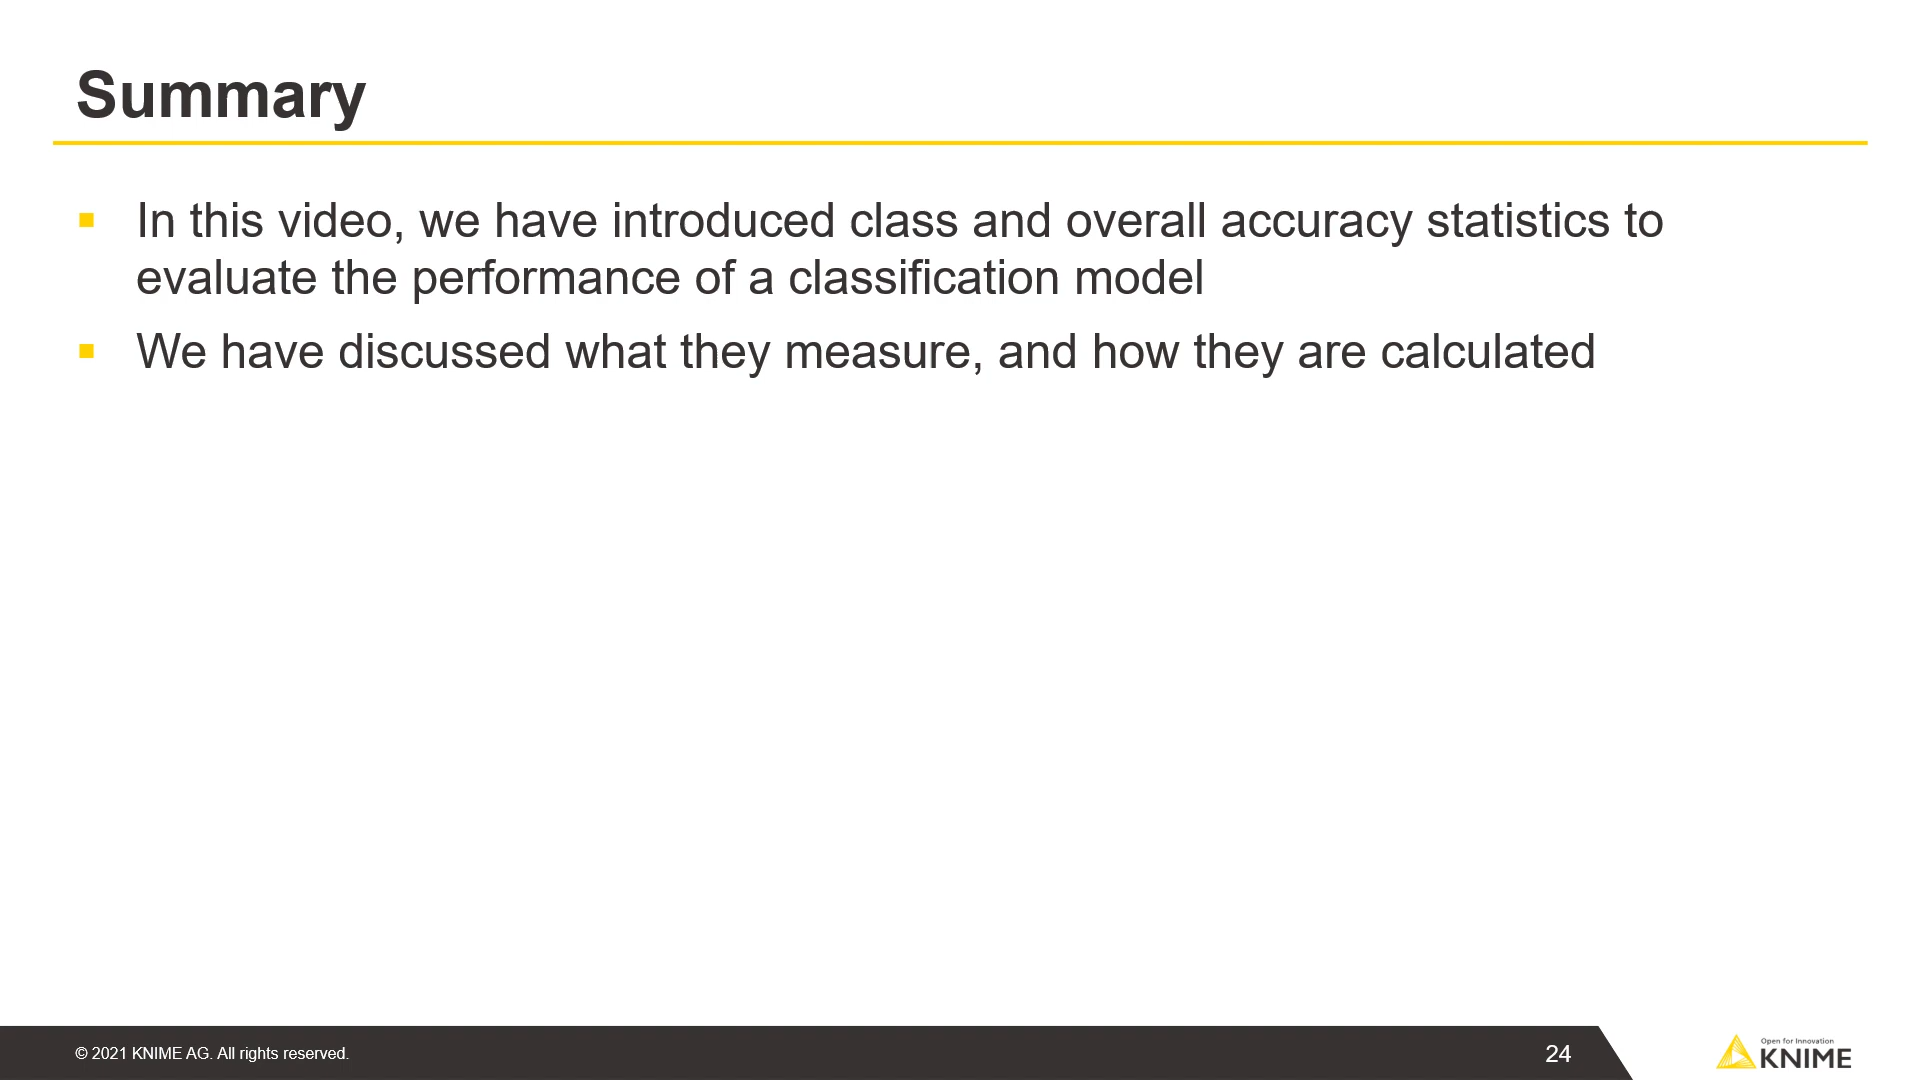 Summary
In this video, we have introduced class and overall accuracy statistics to
evaluate the performance of a classification model
We have discussed what they measure, and how they are calculated
© 2021 KNIME AG. All rights reserved.
24
Open for Innovation
KNIME